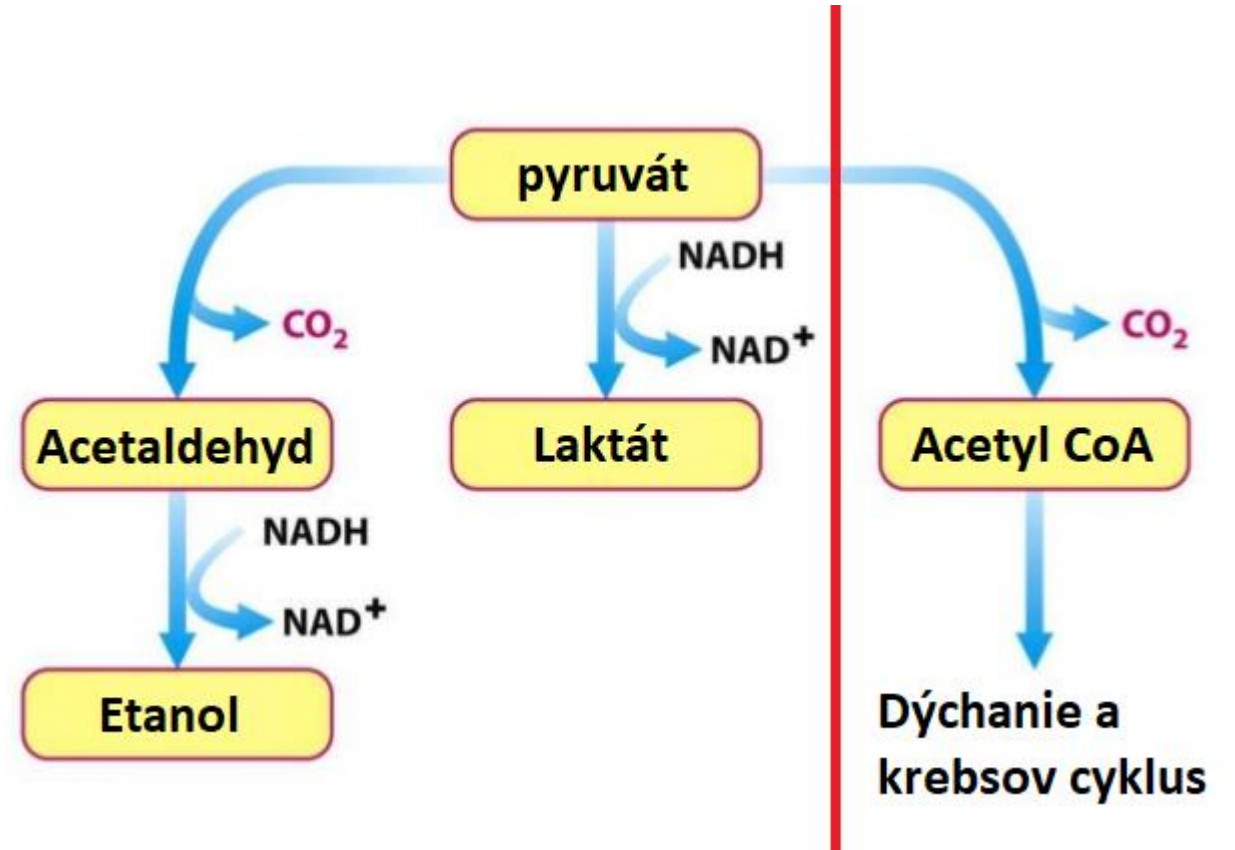 pyruvát
NADH
NAD⁺
CO₂
CO₂
Acetaldehyd
Laktát
Acetyl CoA
NADH
NAD⁺
Etanol
Dýchanie a
krebsov cyklus